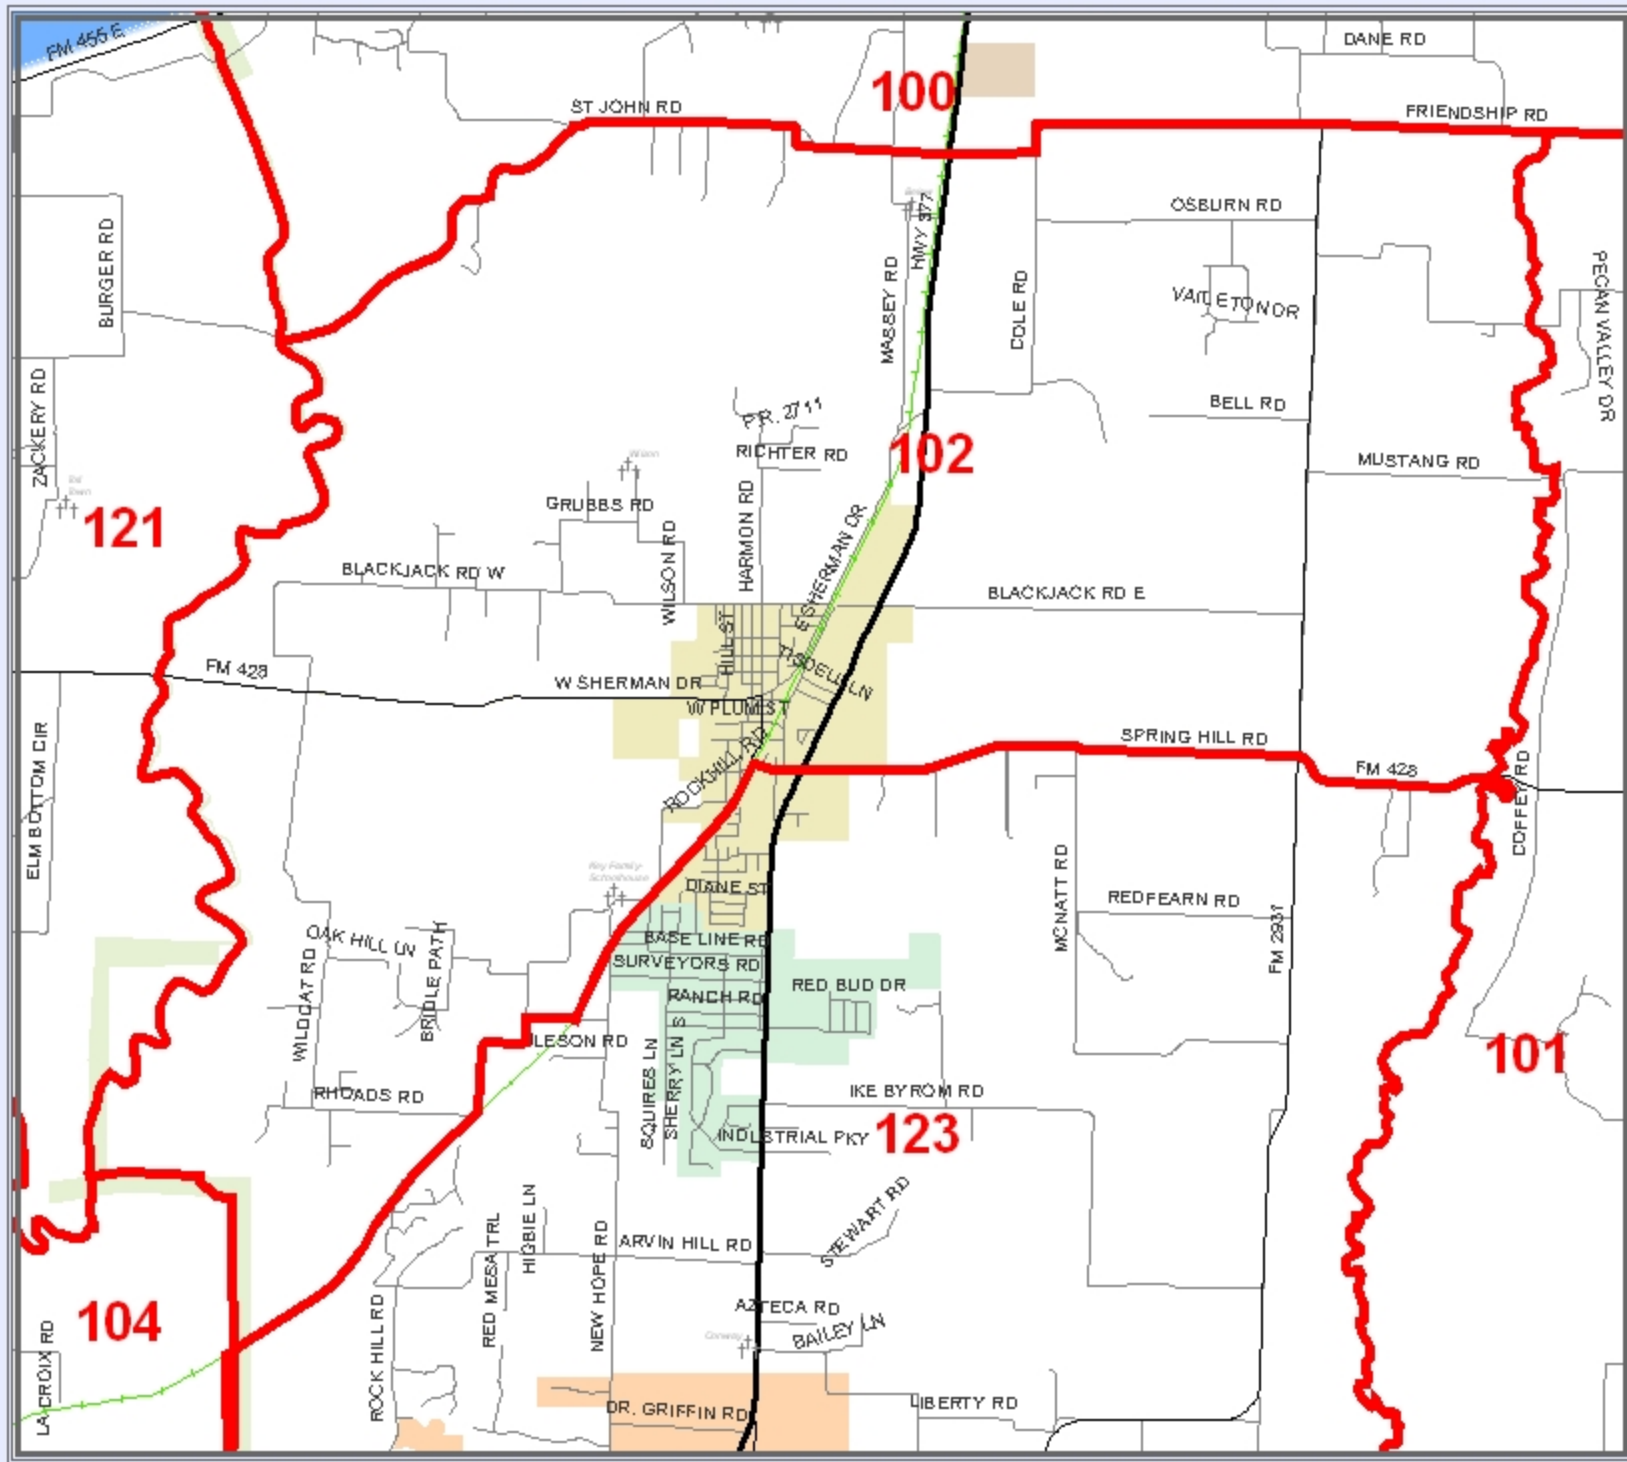 FM 455 E
DANE RD
100
ST JOHN RD
FRIENDSHIP RD
OSBURN RD
HWY 377
BURGER RD
MASSEY RD
COLE RD
PECAN VALLEY DR
ZACKERY RD
P.R. 2711
BELL RD
RICHTER RD
102
MUSTANG RD
121
GRUBBS RD
WILSON RD
HARMON RD
E SHERMAN DR
BLACKJACK RD W
BLACKJACK RD E
HILL ST
TISDELL LN
FM 428
W SHERMAN DR
W PLUM ST
ROCKHILL RD
SPRING HILL RD
FM 428
COFFEY RD
ELM BOTTOM CIR
Key Family-
Schoolhouse
DIANE ST
MCNATT RD
REDFEARN RD
FM 2931
OAK HILL LN
BRIDLE PATH
WILDCAT RD
BASE LINE RD
SURVEYORS RD
RANCH RD
RED BUD DR
LESON RD
SQUIRES LN
SHERRY LN S
101
RHOADS RD
IKE BYROM RD
123
INDUSTRIAL PKY
STEWART RD
HIGBIE LN
RED MESA TRL
NEW HOPE RD
ARVIN HILL RD
104
LACROIX RD
ROCK HILL RD
AZTECA RD
BAILEY LN
Conway
DR. GRIFFIN RD
LIBERTY RD